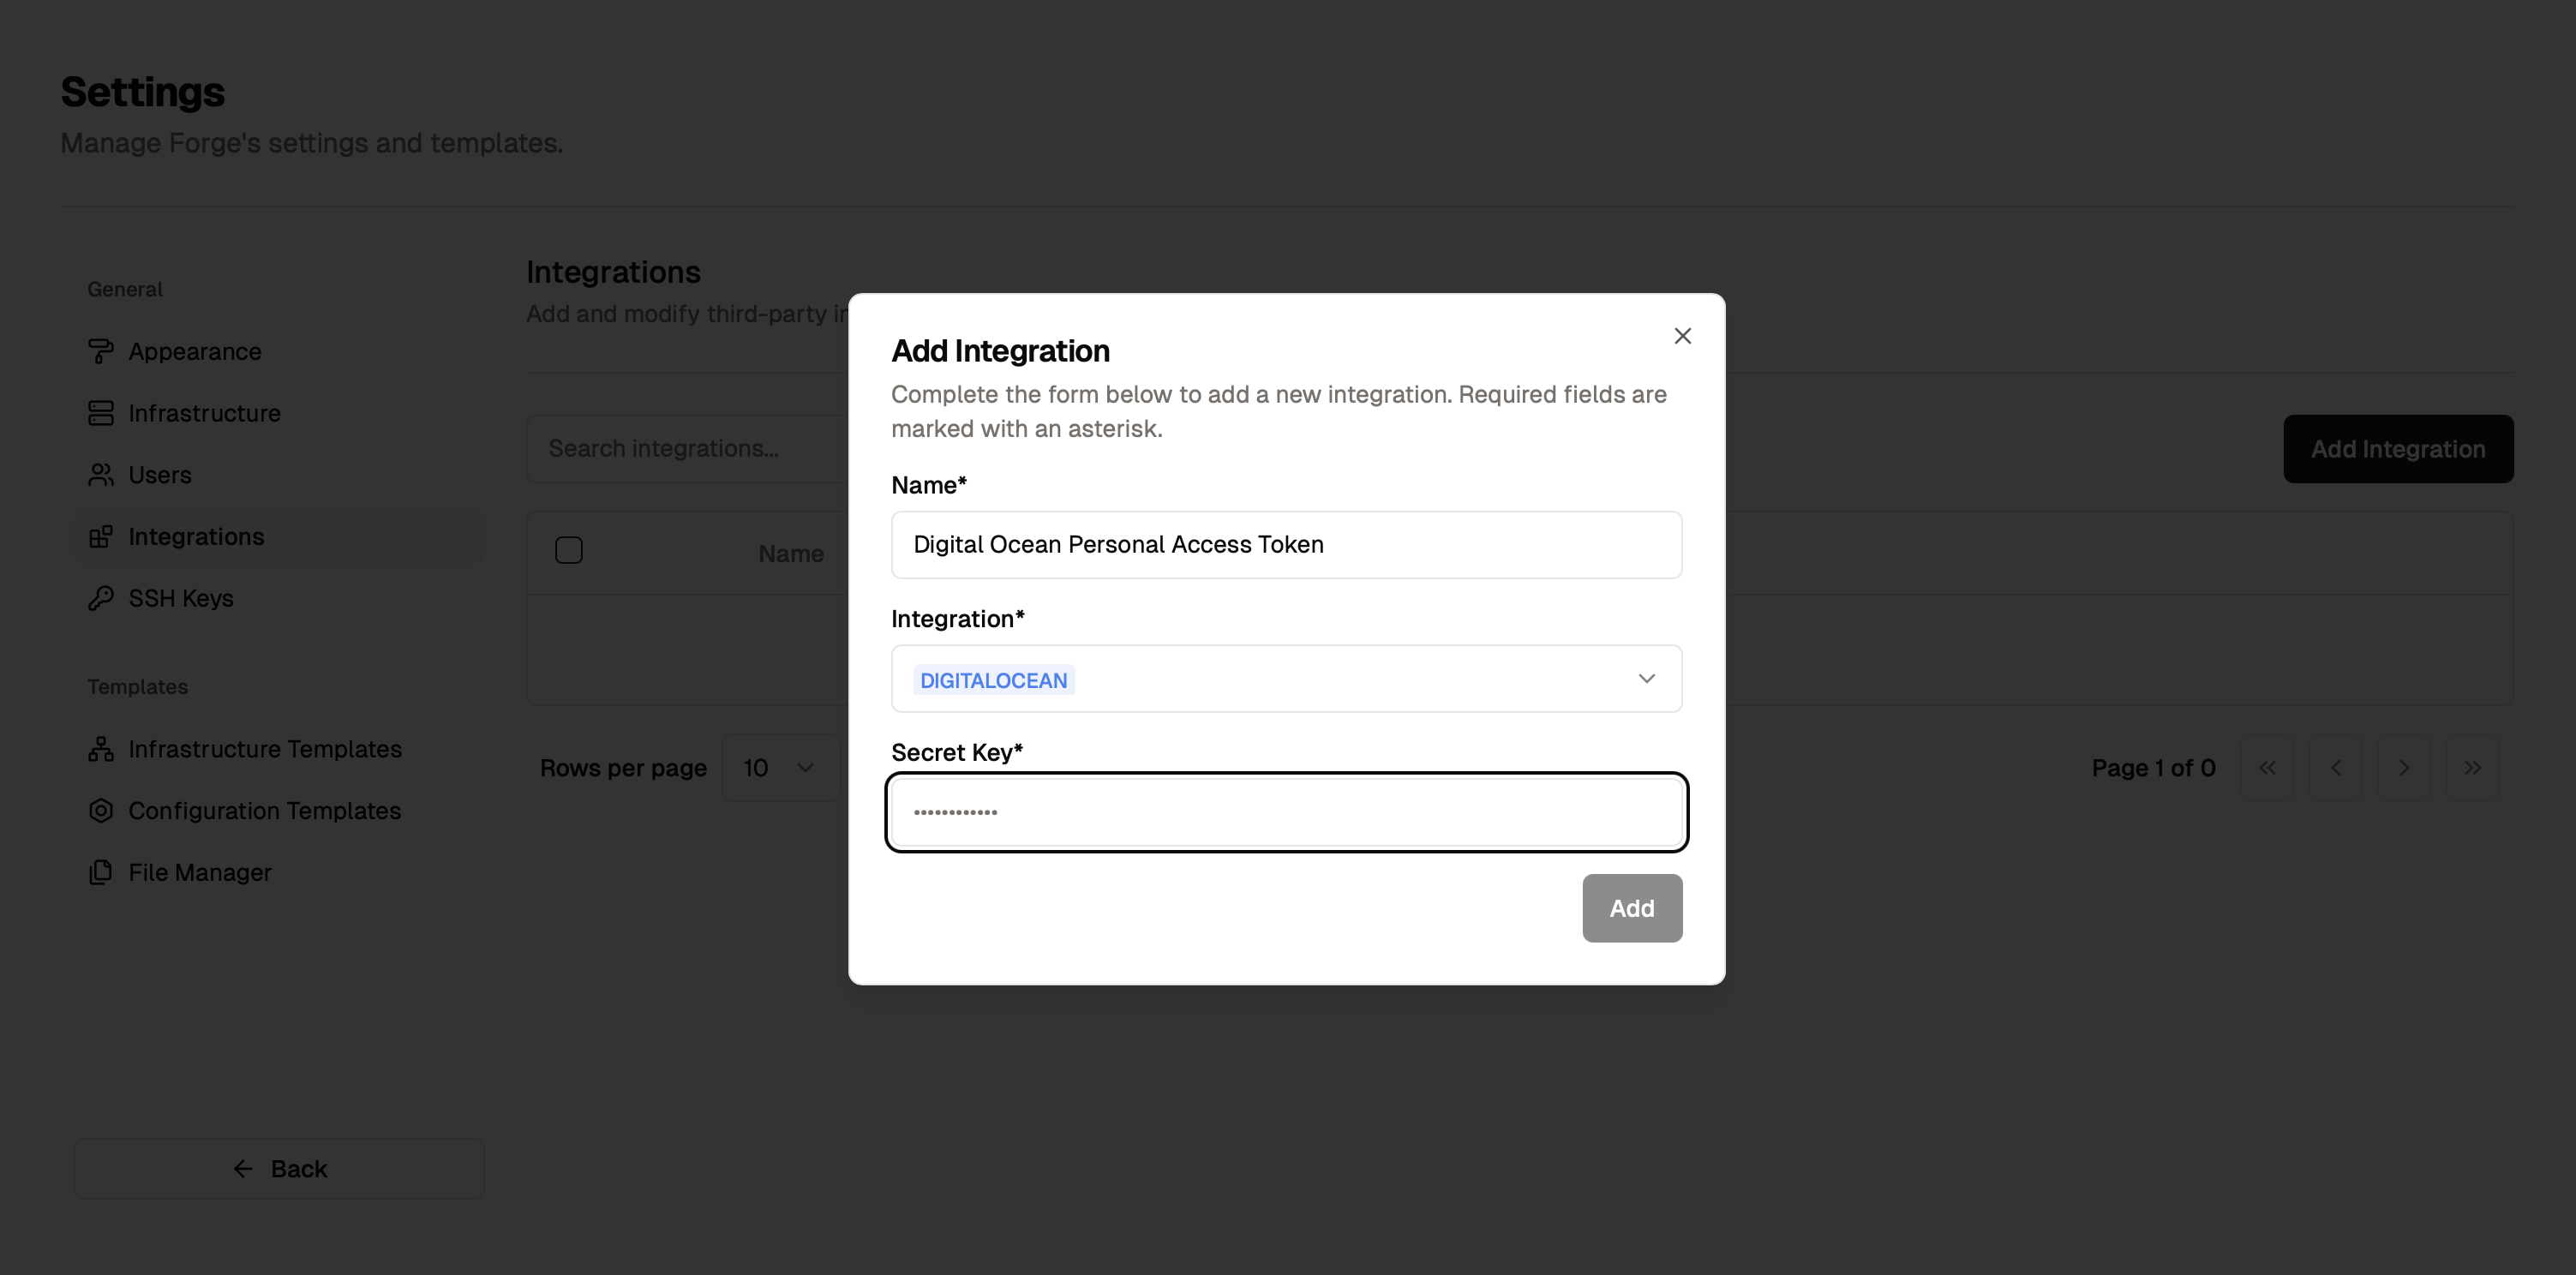 Settings
Manage Forge's settings and templates.
General
Appearance
Infrastructure
Users
Integrations
SSH Keys
Templates
Infrastructure Templates
Configuration Templates
File Manager
Back
Integrations
Add and modify third-party
Search integrations...
Add Integration
Name
Rows per page
10
Page 1 of 0
Add Integration
Complete the form below to add a new integration. Required fields are
marked with an asterisk.
Name*
Digital Ocean Personal Access Token
Integration*
DIGITALOCEAN
Secret Key*
••••••••••••
Add